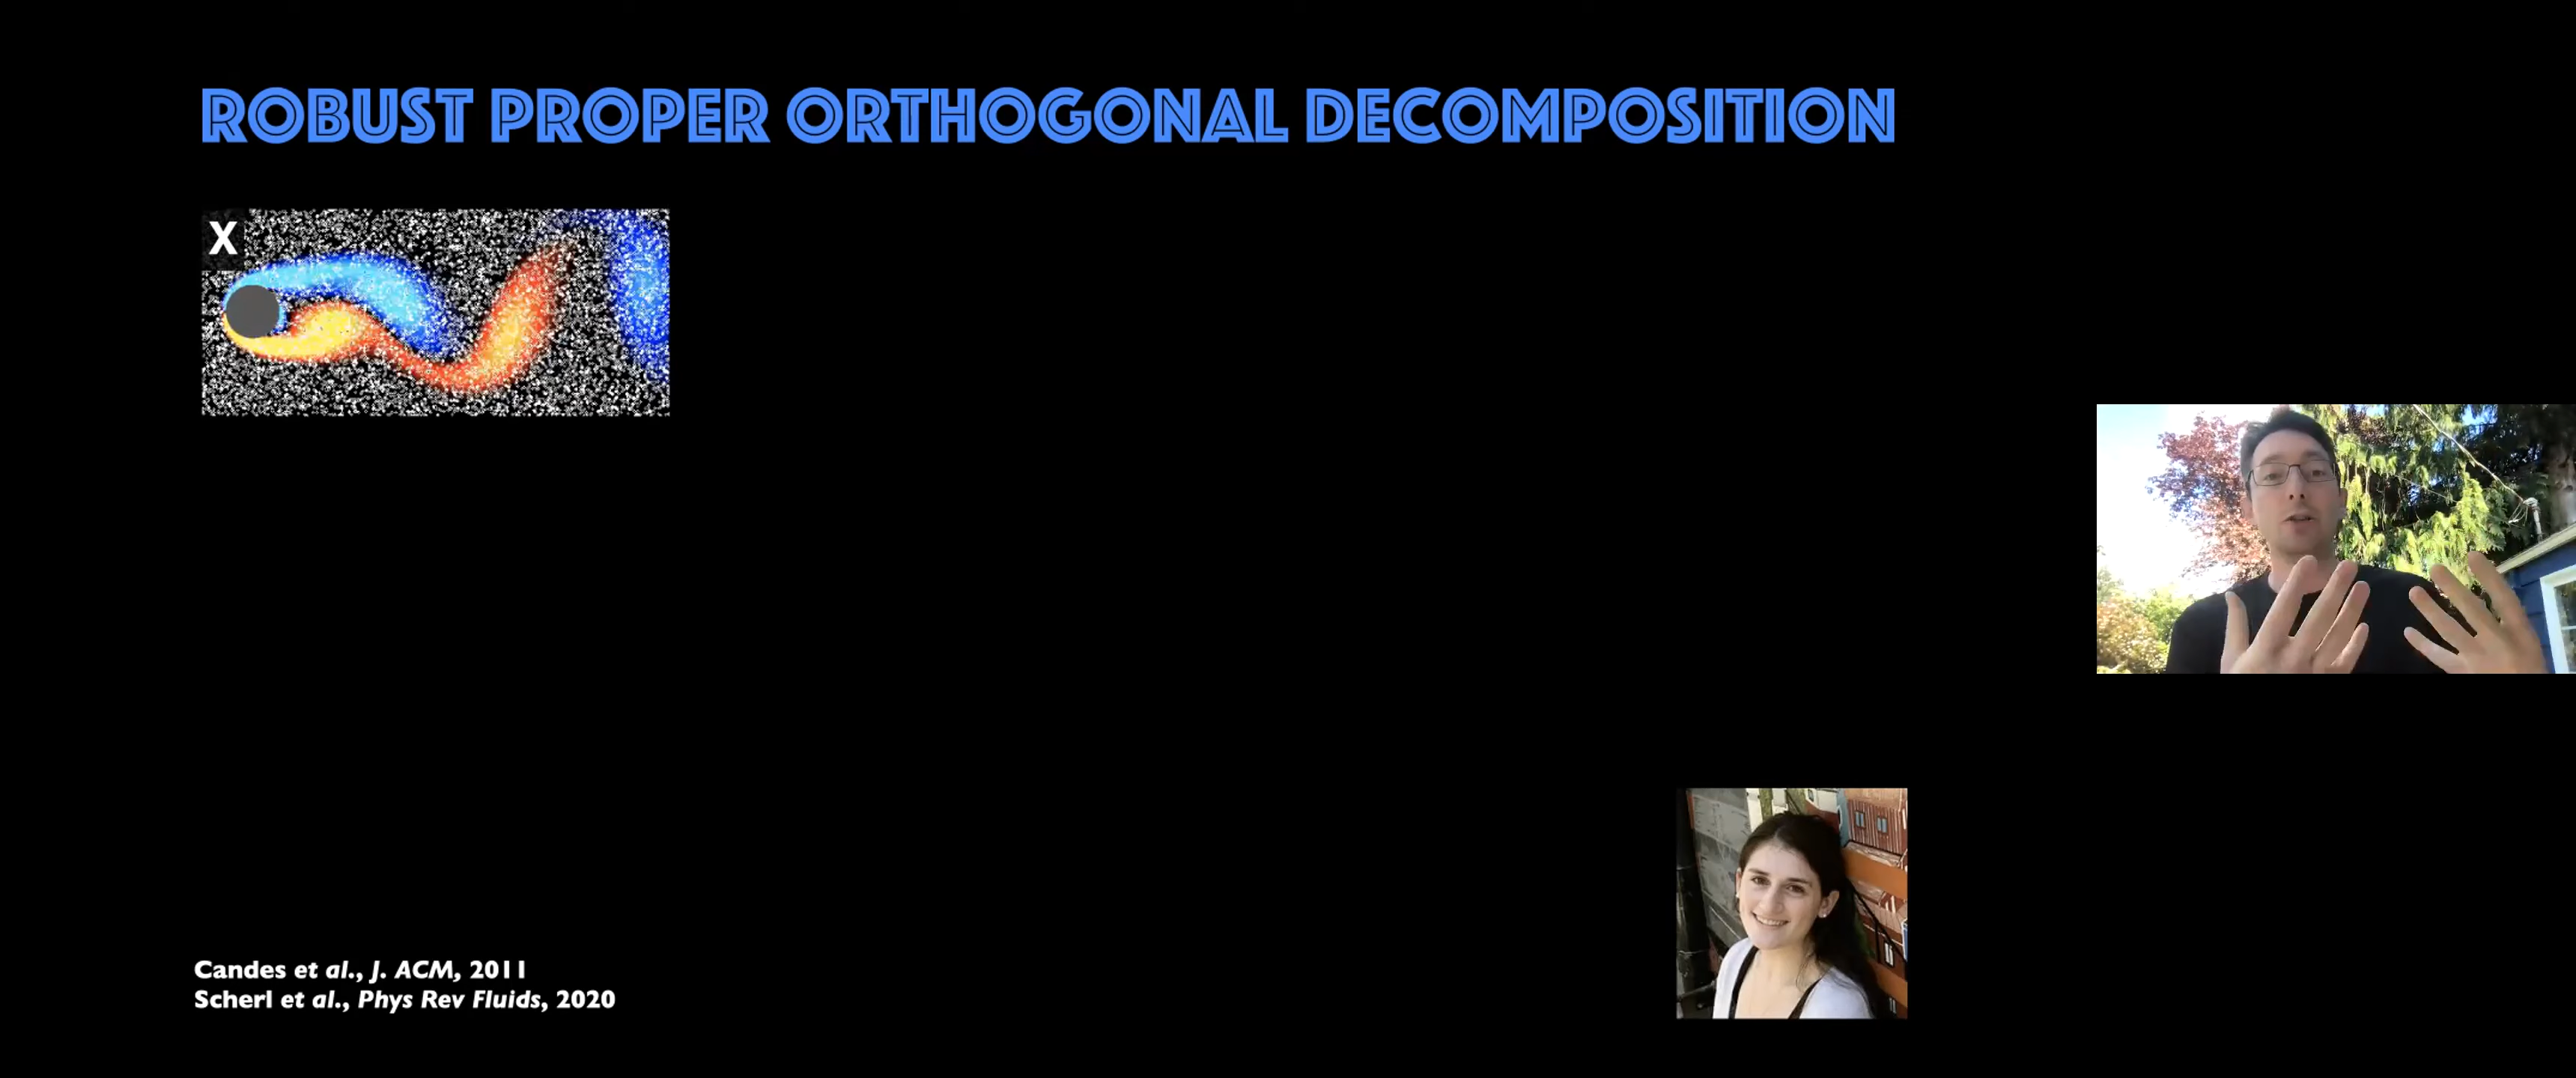 ROBUST PROPER ORTHOGONAL DECOMPOSITION
X
Candes et al., J. ACM, 2011
Scherl et al., Phys Rev Fluids, 2020